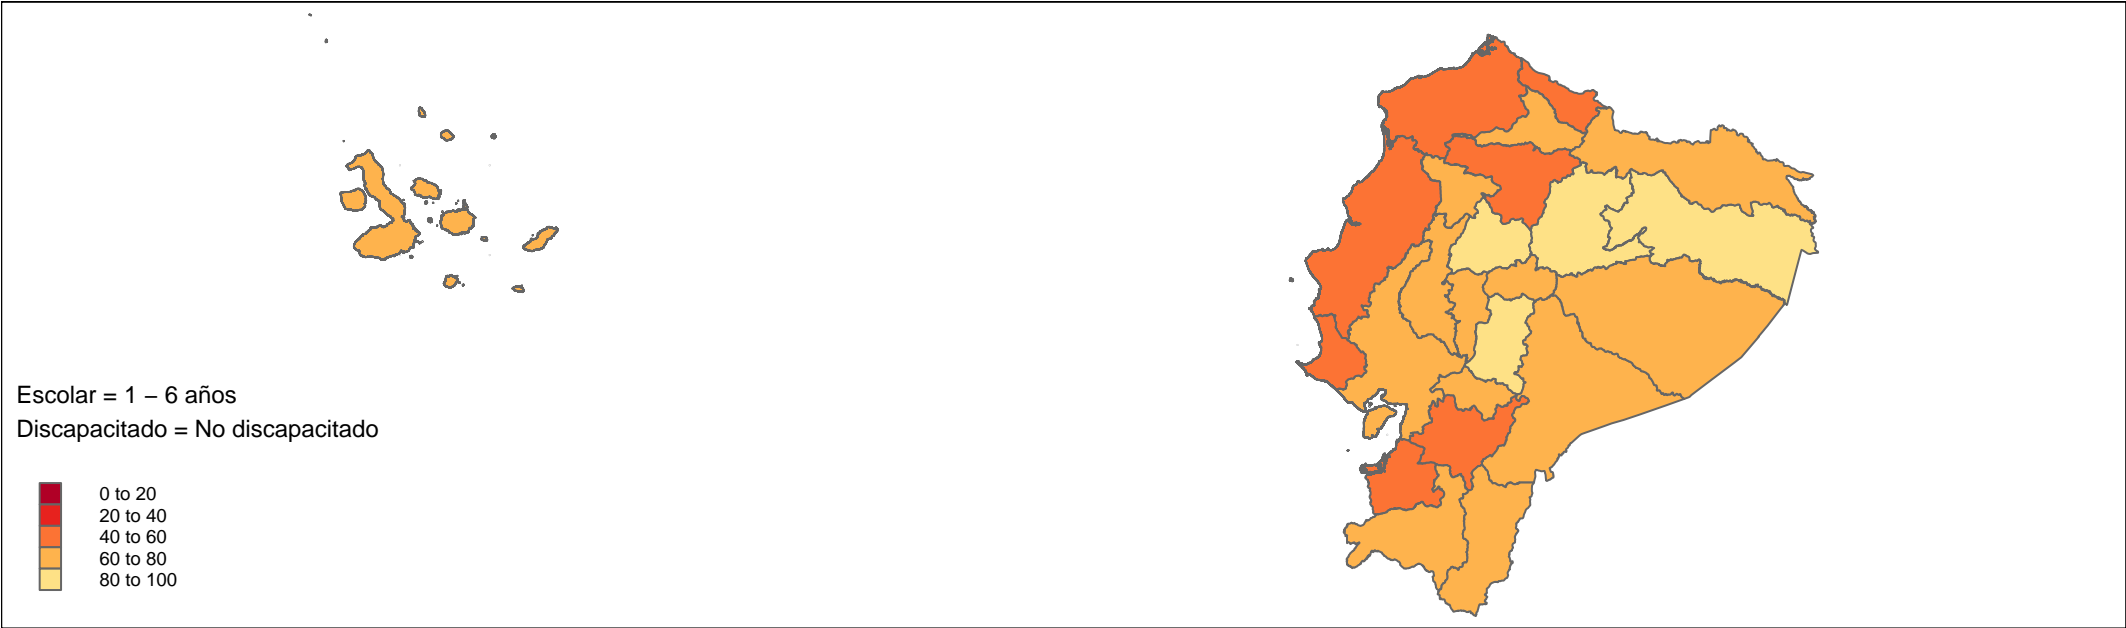 Escolar = 1 – 6 años
Discapacitado = No discapacitado
0 to 20
20 to 40
40 to 60
60 to 80
80 to 100